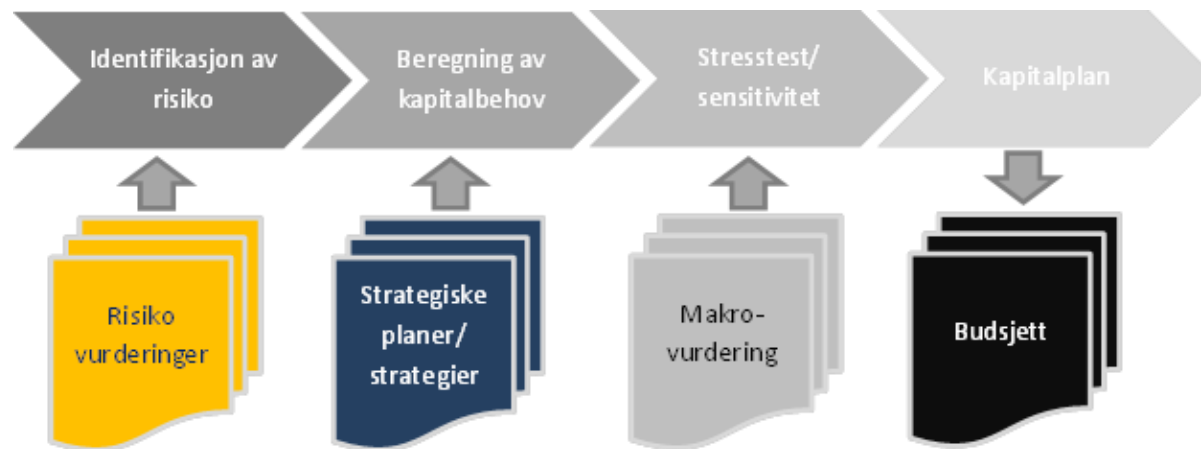 Identifikasjon av
risiko
Beregning av
kapitalbehov
Stresstest/
sensitivitet
Kapitalplan
Risiko
vurderinger
Strategiske
planer/
strategier
Makro-
vurdering
Budsjett